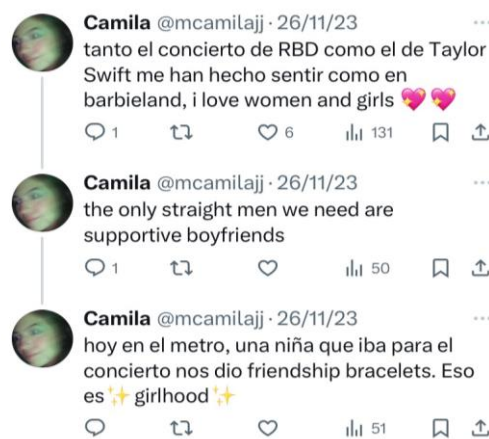 Camila @mcamilajj · 26/11/23
tanto el concierto de RBD como el de Taylor
Swift me han hecho sentir como en
barbieland, i love women and girls 💖💖
1 6 131
Camila @mcamilajj · 26/11/23
the only straight men we need are
supportive boyfriends
1 50
Camila @mcamilajj · 26/11/23
hoy en el metro, una niña que iba para el
concierto nos dio friendship bracelets. Eso
es✨girlhood✨
51